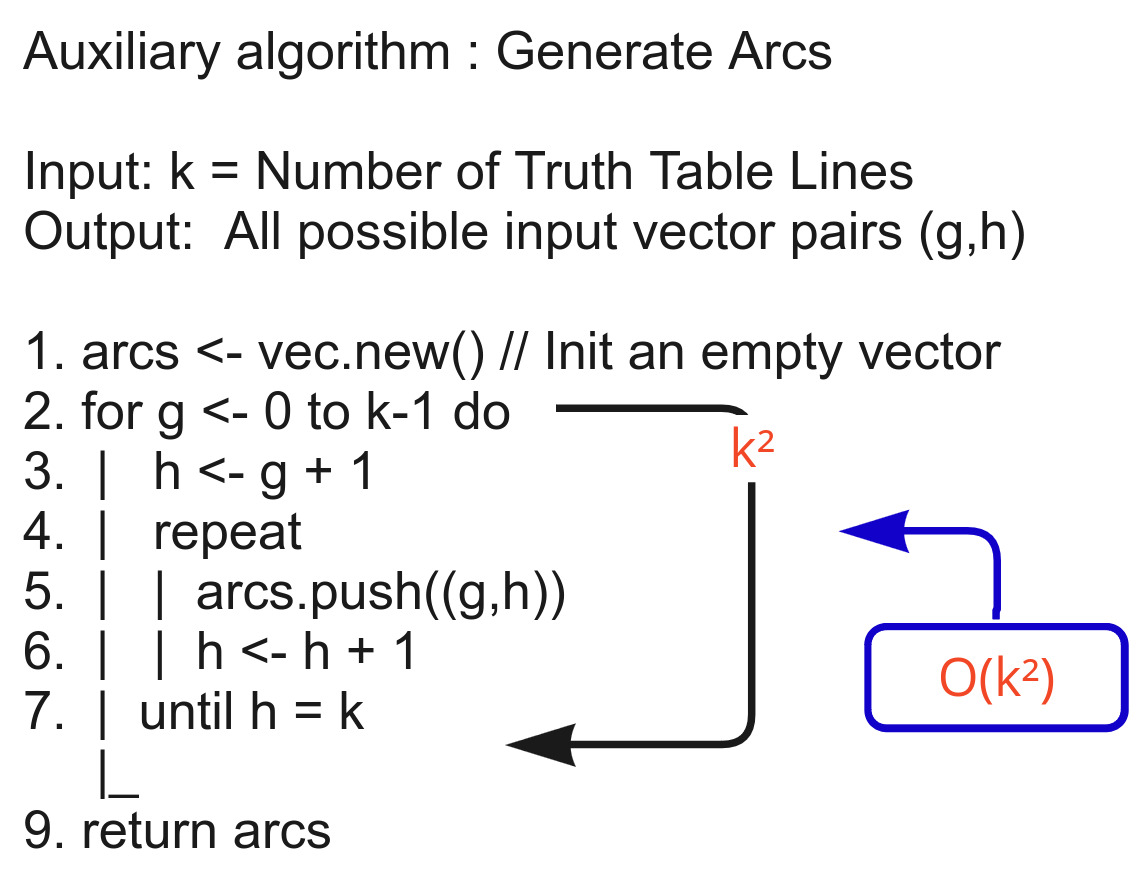 Auxiliary algorithm : Generate Arcs
Input: k = Number of Truth Table Lines
Output:  All possible input vector pairs (g,h)
1. arcs <- vec.new() // Init an empty vector
2. for g <- 0 to k-1 do
k²
3. |   h <- g + 1
4. |   repeat
5. |   |  arcs.push((g,h))
6. |   |  h <- h + 1
O(k²)
7. |  until h = k
|_
9. return arcs